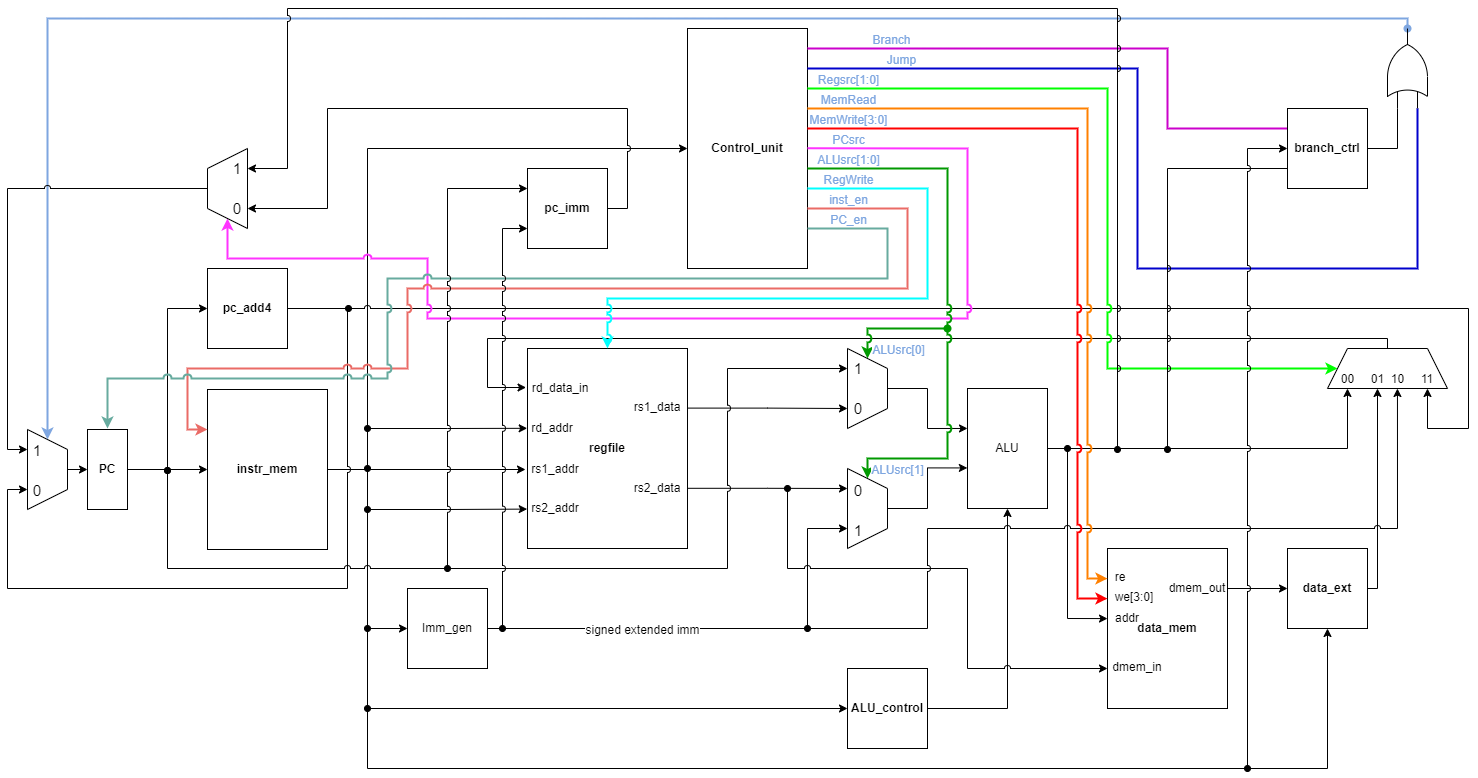 Branch
Jump
Regsrc[1:0]
MemRead
MemWrite[3:0]
PCsrc
ALUsrc[1:0]
RegWrite
inst_en
PC_en
Control_unit
branch_ctrl
1
0
pc_imm
pc_add4
ALUsrc[0]
1
0
rd_data_in
rd_addr
rs1_addr
rs2_addr
regfile
rs1_data
rs2_data
00 01 10 11
1
0
PC
instr_mem
ALU
ALUsrc[1]
0
1
re
we[3:0]
addr
data_mem
dmem_in
dmem_out
data_ext
Imm_gen
signed extended imm
ALU_control